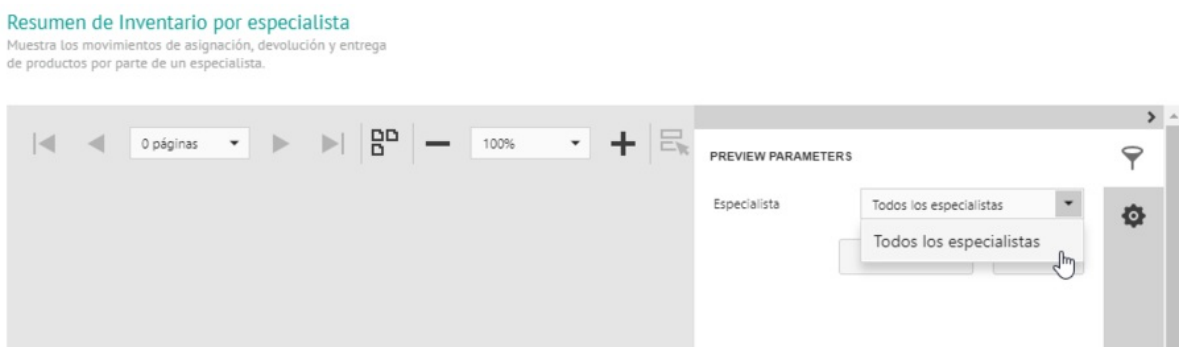 Resumen de Inventario por especialista
Muestra los movimientos de asignación, devolución y entrega
de productos por parte de un especialista.
0 páginas
100%
PREVIEW PARAMETERS
Especialista
Todos los especialistas
Todos los especialistas